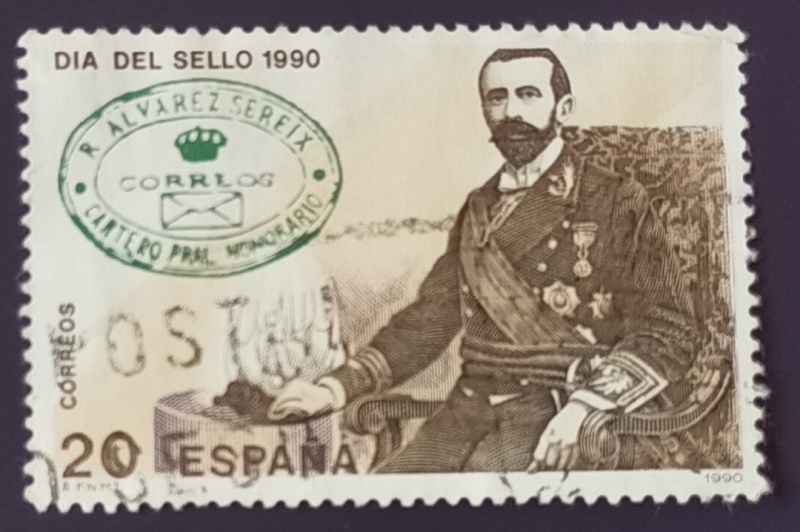 DIA DEL SELLO 1990
R. ALVAREZ SEREIX
CORREOS
CARTERO PRAL. HONORARIO
CORREOS
20 ESPAÑA
1990